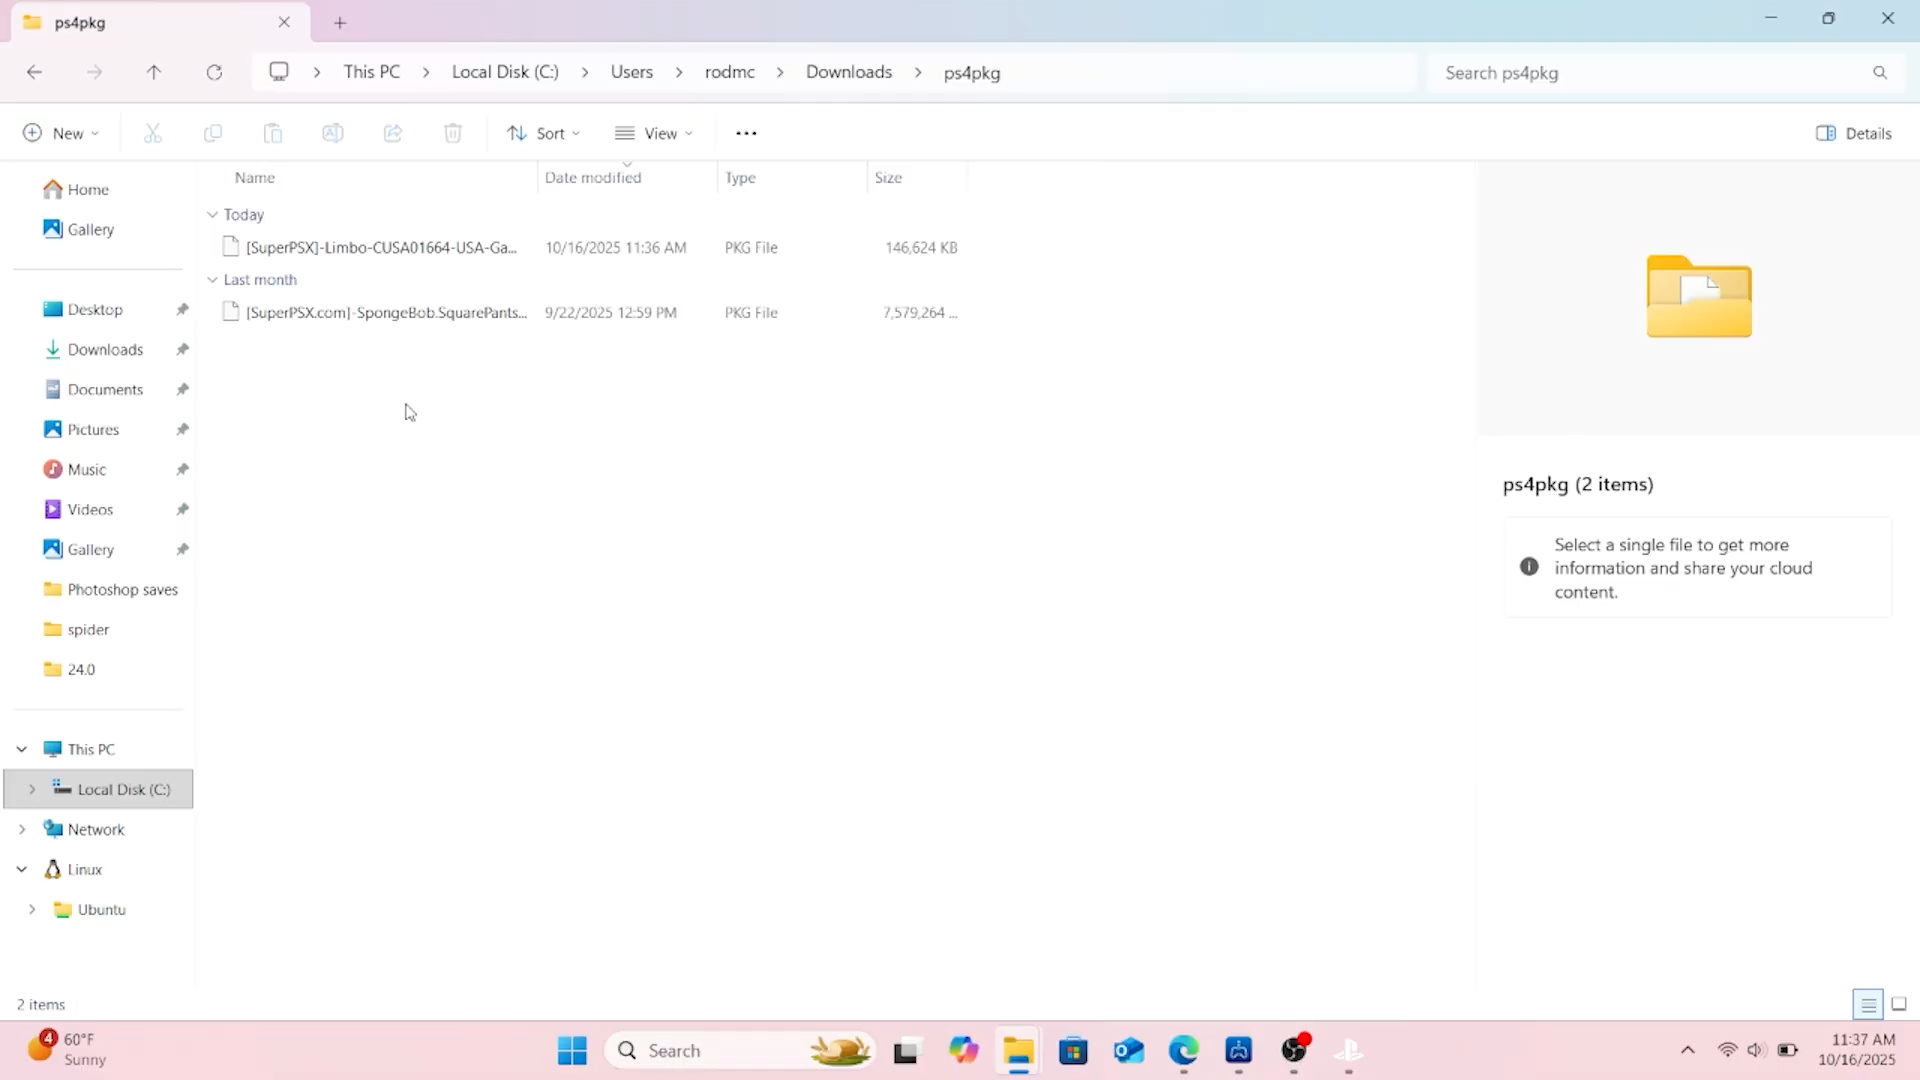 ps4pkg
This PC
Local Disk (C:)
Users
rodmc
Downloads
ps4pkg
Search ps4pkg
New
Sort
View
Details
Name
Date modified
Type
Size
Today
[SuperPSX]-Limbo-CUSA01664-USA-Ga...
10/16/2025 11:36 AM
PKG File
146,624 KB
Last month
[SuperPSX.com]-SpongeBob.SquarePants...
9/22/2025 12:59 PM
PKG File
7,579,264 ...
Home
Gallery
Desktop
Downloads
Documents
Pictures
Music
Videos
Gallery
Photoshop saves
spider
24.0
This PC
Local Disk (C:)
Network
Linux
Ubuntu
ps4pkg (2 items)
Select a single file to get more
information and share your cloud
content.
2 items
4
60°F
Sunny
Search
11:37 AM
10/16/2025